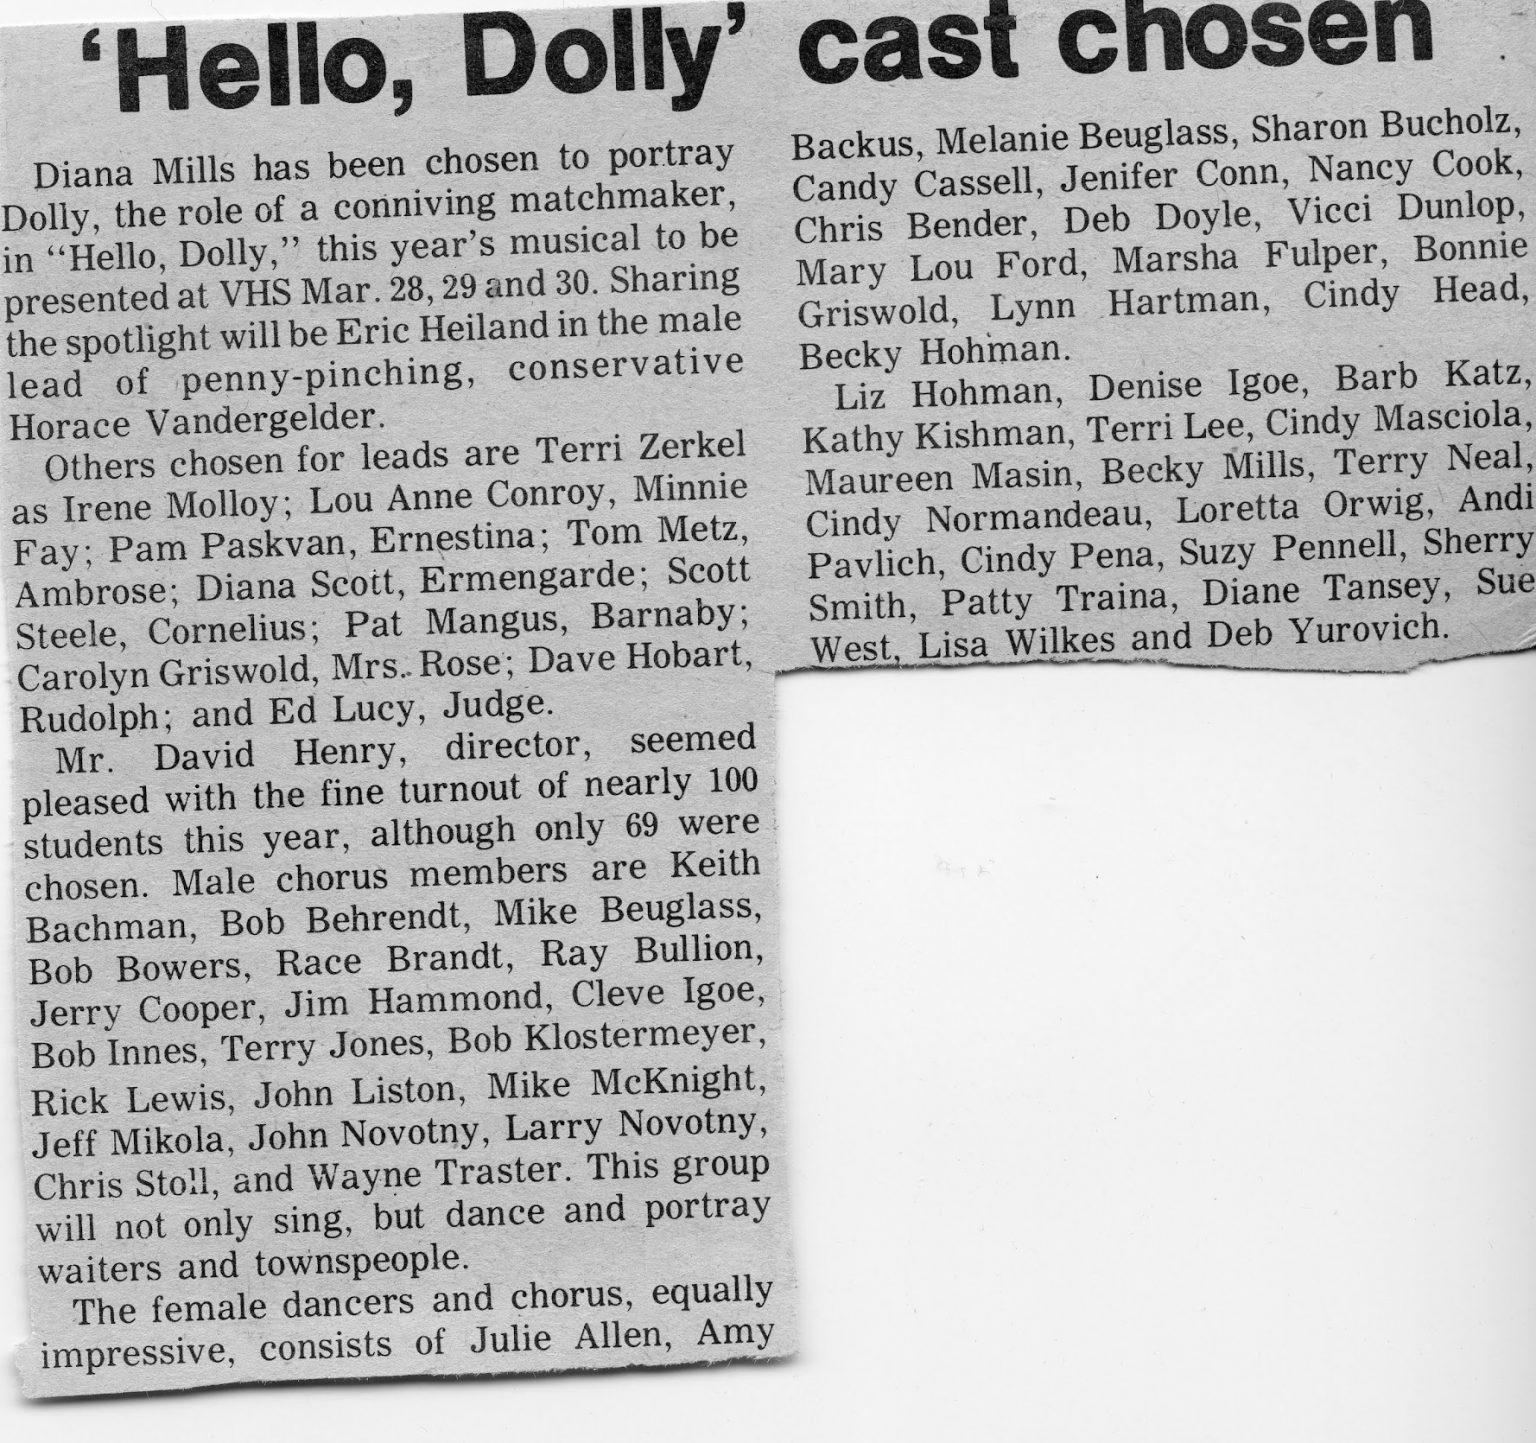 ‘Hello, Dolly’ cast chosen
Diana Mills has been chosen to portray
Dolly, the role of a conniving matchmaker,
in “Hello, Dolly,” this year’s musical to be
presented at VHS Mar. 28, 29 and 30. Sharing
the spotlight will be Eric Heiland in the male
lead of penny-pinching, conservative
Horace Vandergelder.
Others chosen for leads are Terri Zerkel
as Irene Molloy; Lou Anne Conroy, Minnie
Fay; Pam Paskvan, Ernestina; Tom Metz,
Ambrose; Diana Scott, Ermengarde; Scott
Steele, Cornelius; Pat Mangus, Barnaby;
Carolyn Griswold, Mrs. Rose; Dave Hobart,
Rudolph; and Ed Lucy, Judge.
Mr. David Henry, director, seemed
pleased with the fine turnout of nearly 100
students this year, although only 69 were
chosen. Male chorus members are Keith
Bachman, Bob Behrendt, Mike Beuglass,
Bob Bowers, Race Brandt, Ray Bullion,
Jerry Cooper, Jim Hammond, Cleve Igoe,
Bob Innes, Terry Jones, Bob Klostermeyer,
Rick Lewis, John Liston, Mike McKnight,
Jeff Mikola, John Novotny, Larry Novotny,
Chris Stoll, and Wayne Traster. This group
will not only sing, but dance and portray
waiters and townspeople.
The female dancers and chorus, equally
impressive, consists of Julie Allen, Amy
Backus, Melanie Beuglass, Sharon Bucholz,
Candy Cassell, Jenifer Conn, Nancy Cook,
Chris Bender, Deb Doyle, Vicci Dunlop,
Mary Lou Ford, Marsha Fulper, Bonnie
Griswold, Lynn Hartman, Cindy Head,
Becky Hohman.
Liz Hohman, Denise Igoe, Barb Katz,
Kathy Kishman, Terri Lee, Cindy Masciola,
Maureen Masin, Becky Mills, Terry Neal,
Cindy Normandeau, Loretta Orwig, Andi
Pavlich, Cindy Pena, Suzy Pennell, Sherry
Smith, Patty Traina, Diane Tansey, Sue
West, Lisa Wilkes and Deb Yurovich.